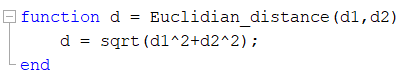 function d = Euclidian_distance(d1,d2)
d = sqrt(d1^2+d2^2);
end